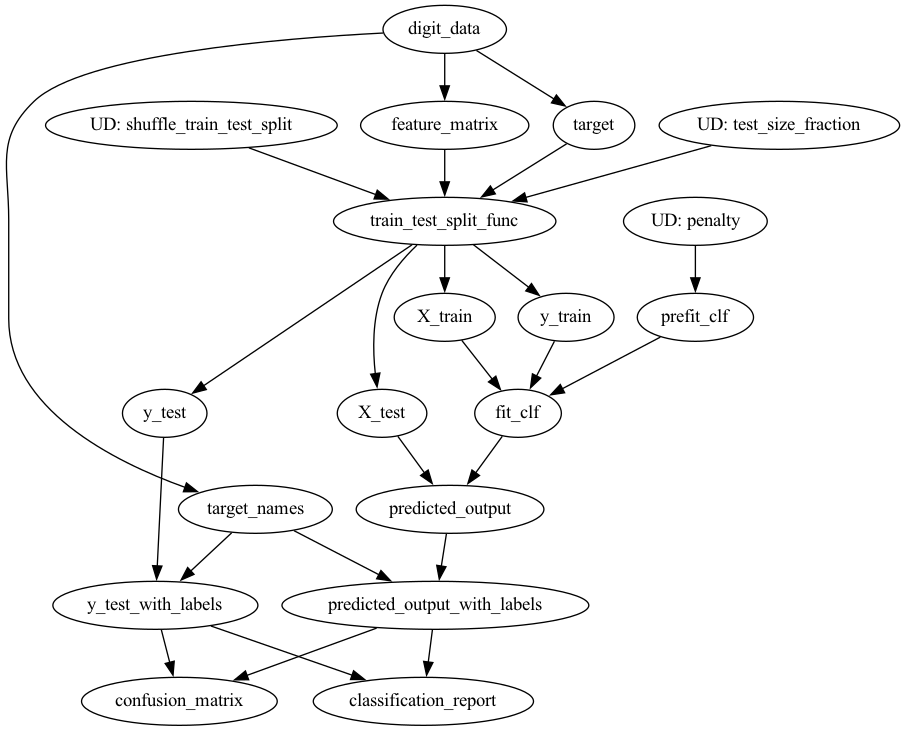 digit_data
UD: shuffle_train_test_split
feature_matrix
target
UD: test_size_fraction
train_test_split_func
UD: penalty
X_train
y_train
prefit_clf
y_test
X_test
fit_clf
target_names
predicted_output
y_test_with_labels
predicted_output_with_labels
confusion_matrix
classification_report